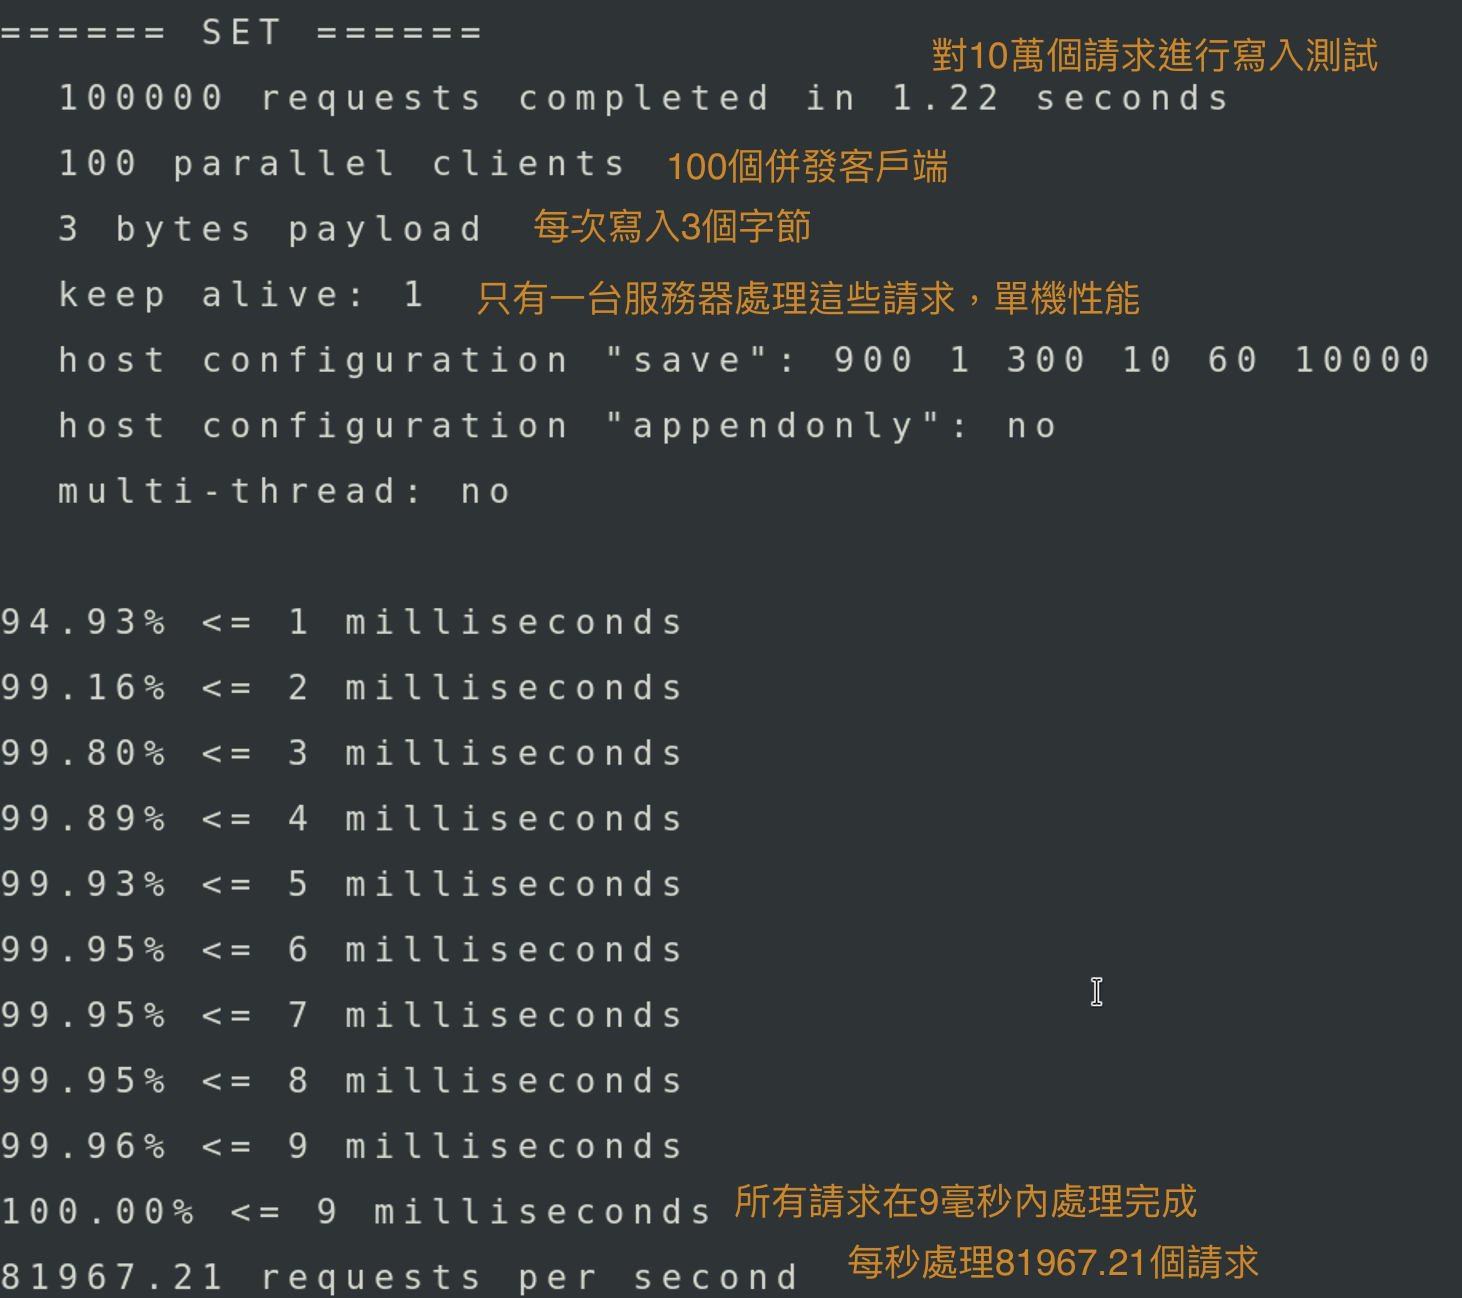 ====== SET ======
對10萬個請求進行寫入測試
100000 requests completed in 1.22 seconds
100 parallel clients 100個併發客戶端
3 bytes payload 每次寫入3個字節
keep alive: 1 只有一台服務器處理這些請求，單機性能
host configuration "save": 900 1 300 10 60 10000
host configuration "appendonly": no
multi-thread: no
94.93% <= 1 milliseconds
99.16% <= 2 milliseconds
99.80% <= 3 milliseconds
99.89% <= 4 milliseconds
99.93% <= 5 milliseconds
99.95% <= 6 milliseconds
99.95% <= 7 milliseconds
99.95% <= 8 milliseconds
99.96% <= 9 milliseconds
100.00% <= 9 milliseconds 所有請求在9毫秒內處理完成
81967.21 requests per second 每秒處理81967.21個請求